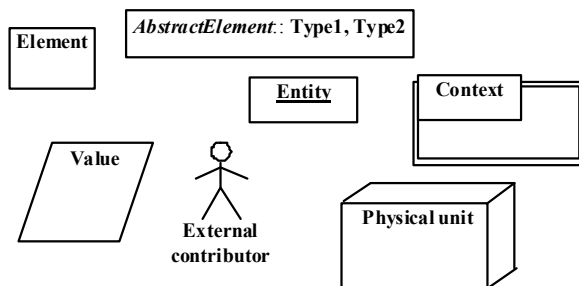 Element
AbstractElement:: Type1, Type2
Entity
Context
Value
External
contributor
Physical unit